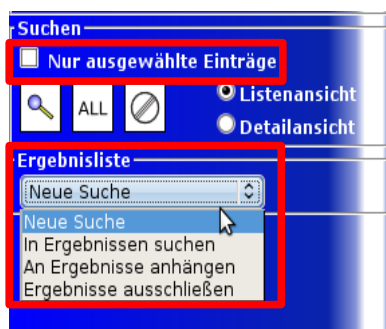 Suchen
Nur ausgewählte Einträge
ALL
Listenansicht
Detailansicht
Ergebnisliste
Neue Suche
Neue Suche
In Ergebnissen suchen
An Ergebnisse anhängen
Ergebnisse ausschließen